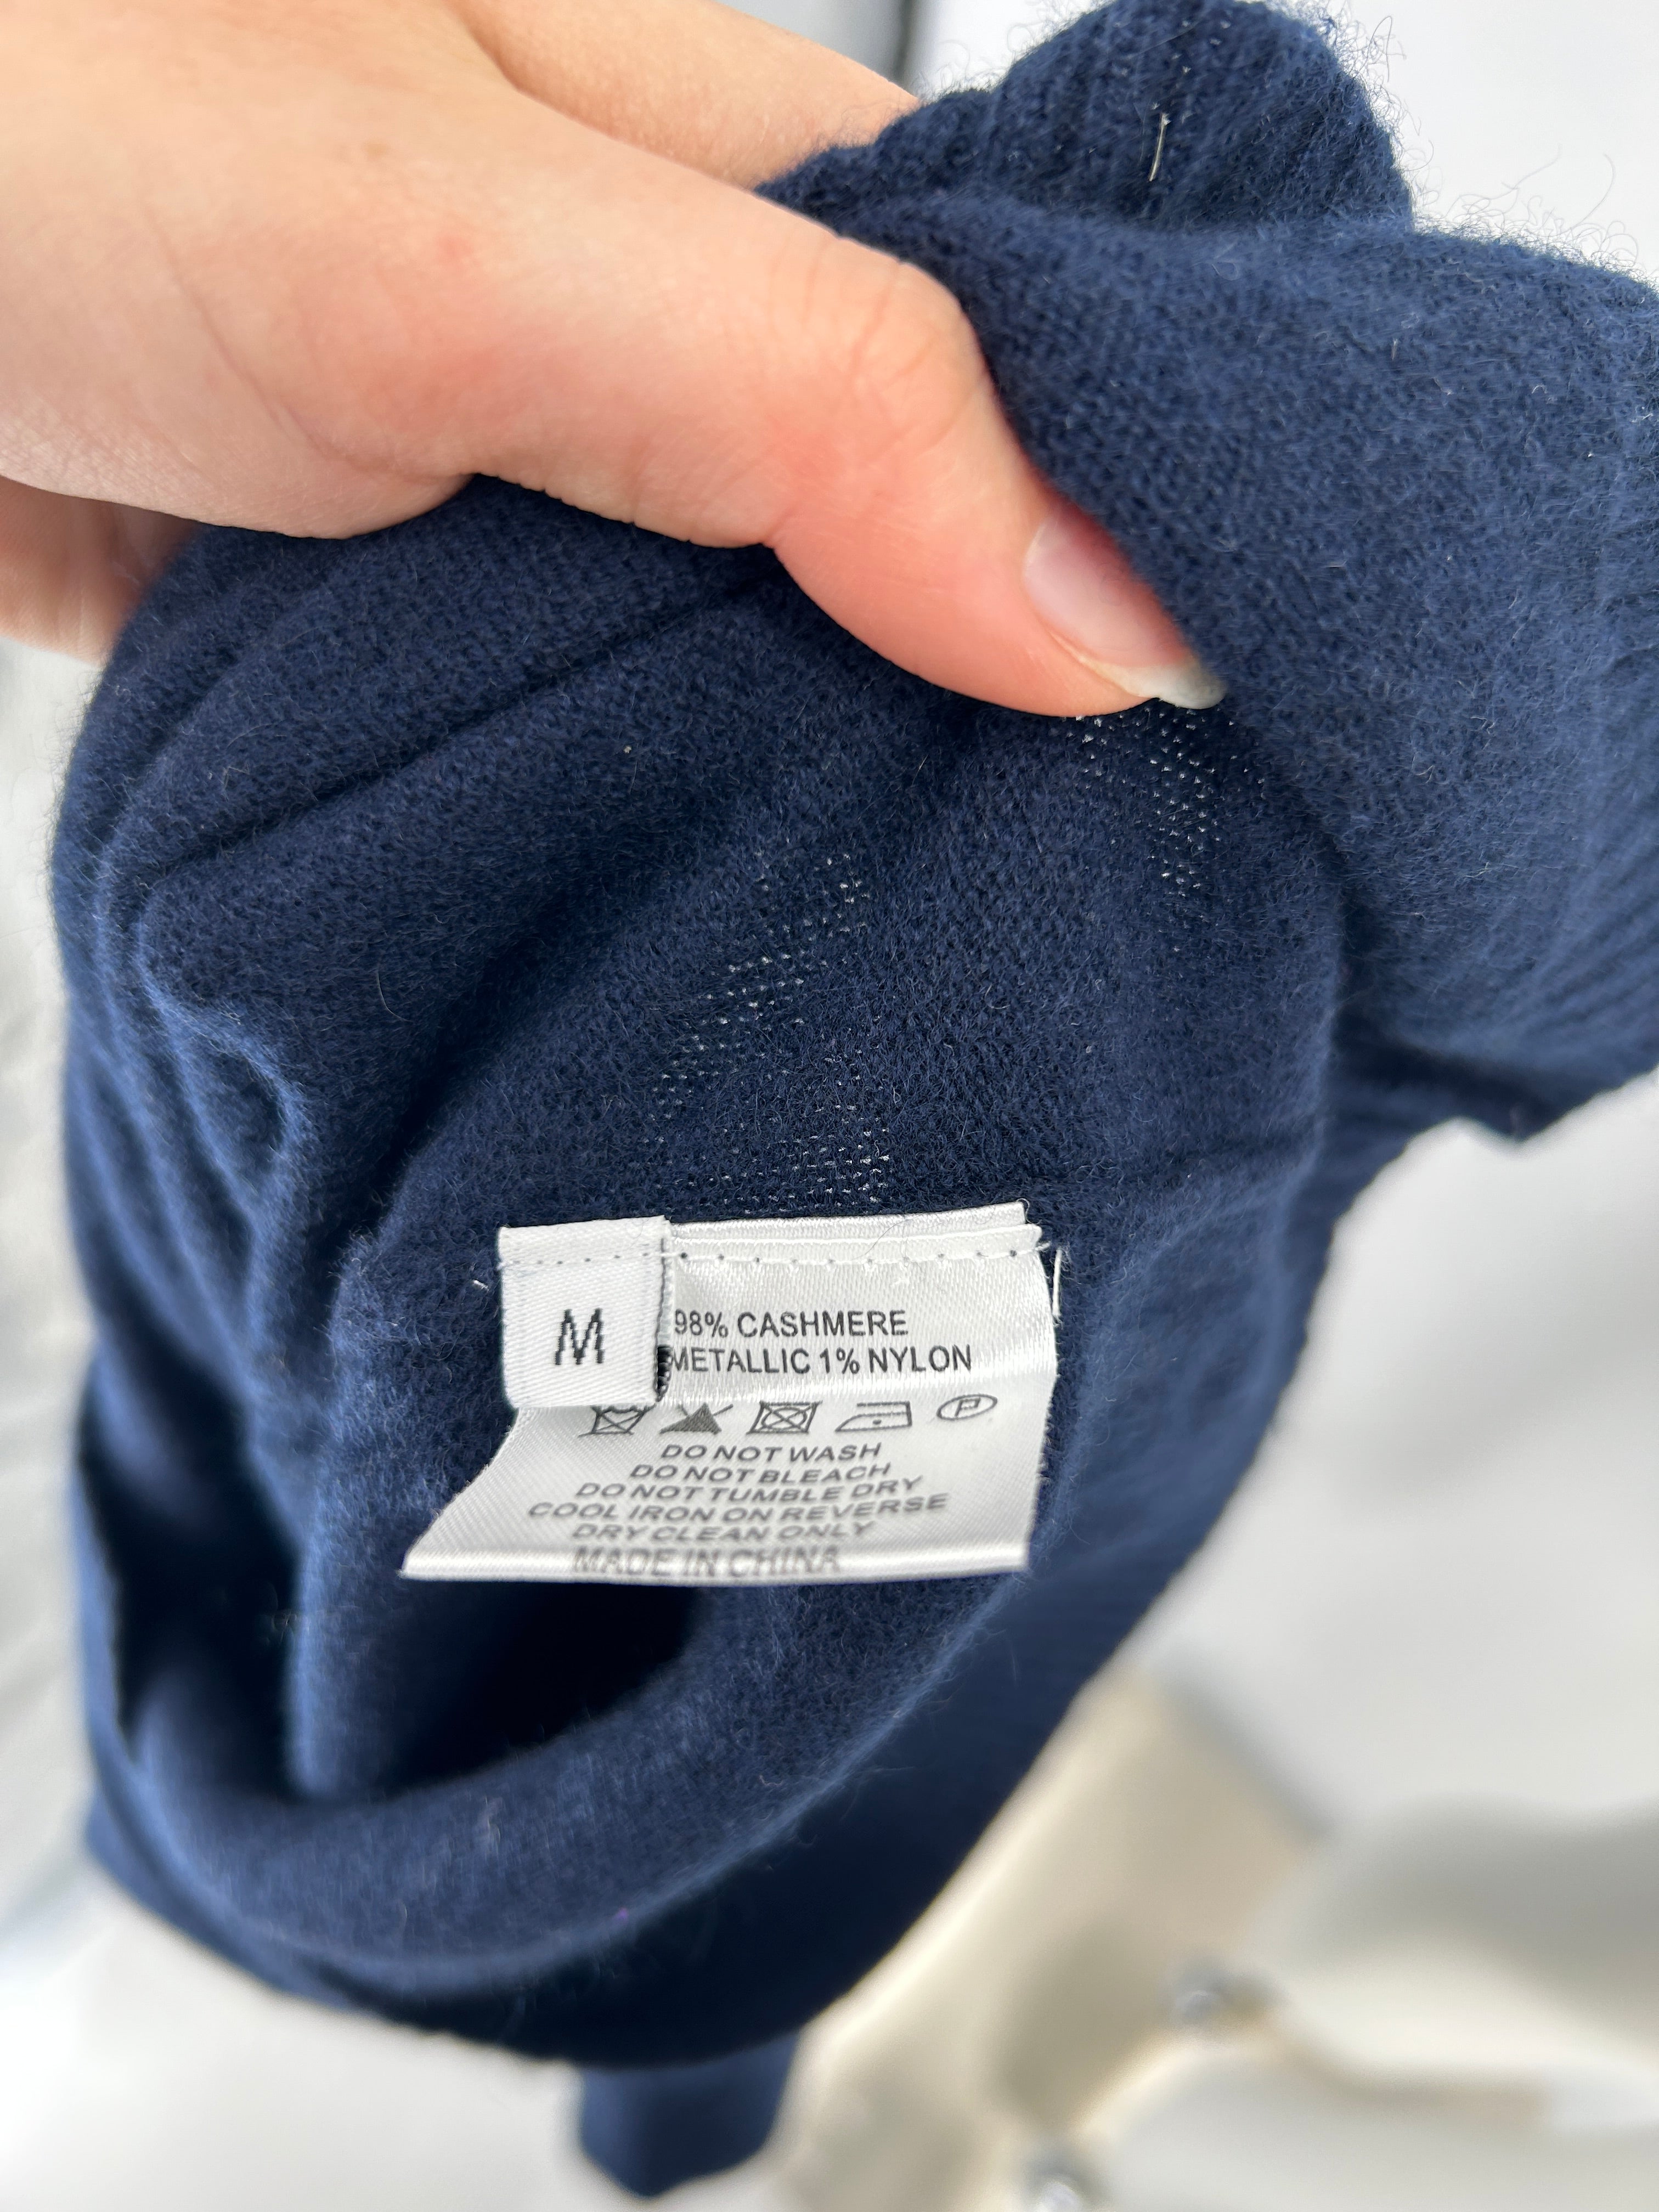 M
98% CASHMERE
METALLIC 1% NYLON
P
DO NOT WASH
DO NOT BLEACH
DO NOT TUMBLE DRY
COOL IRON ON REVERSE
DRY CLEAN ONLY
MADE IN CHINA